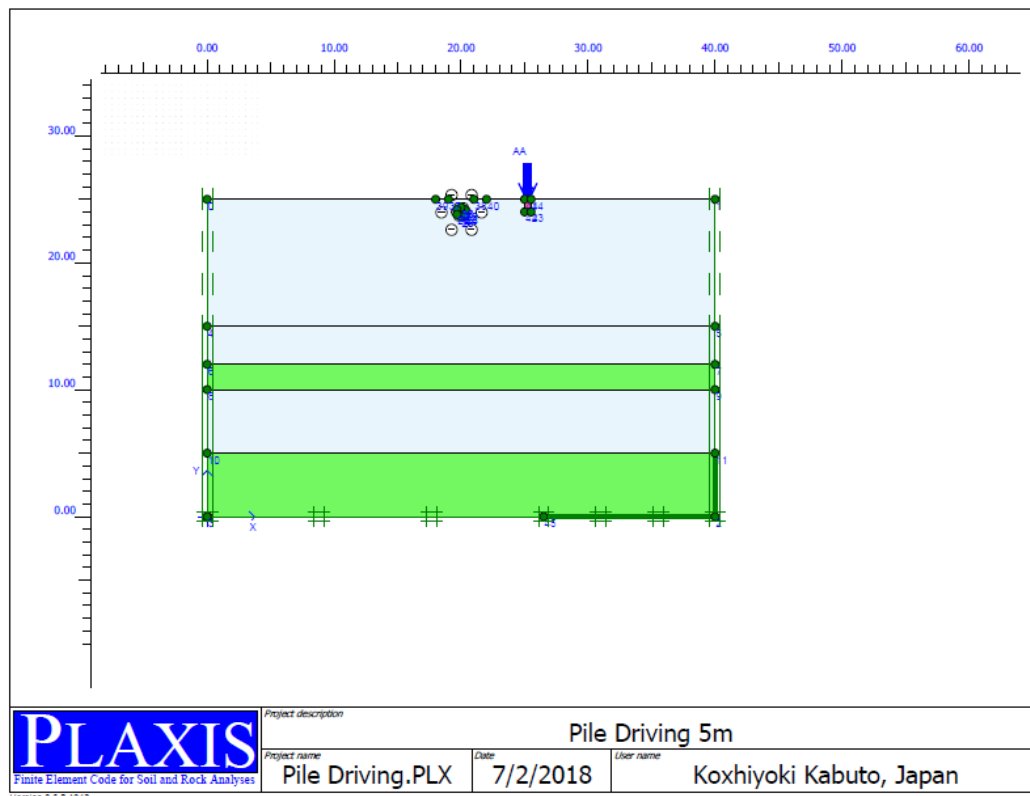 0.00 10.00 20.00 30.00 40.00 50.00 60.00
30.00
AA
20.00
10.00
10 11
Y
0.00
X
PLAXIS
Finite Element Code for Soil and Rock Analyses
Project description
Pile Driving 5m
Project name
Pile Driving.PLX
Date
7/2/2018
User name
Koxhiyoki Kabuto, Japan